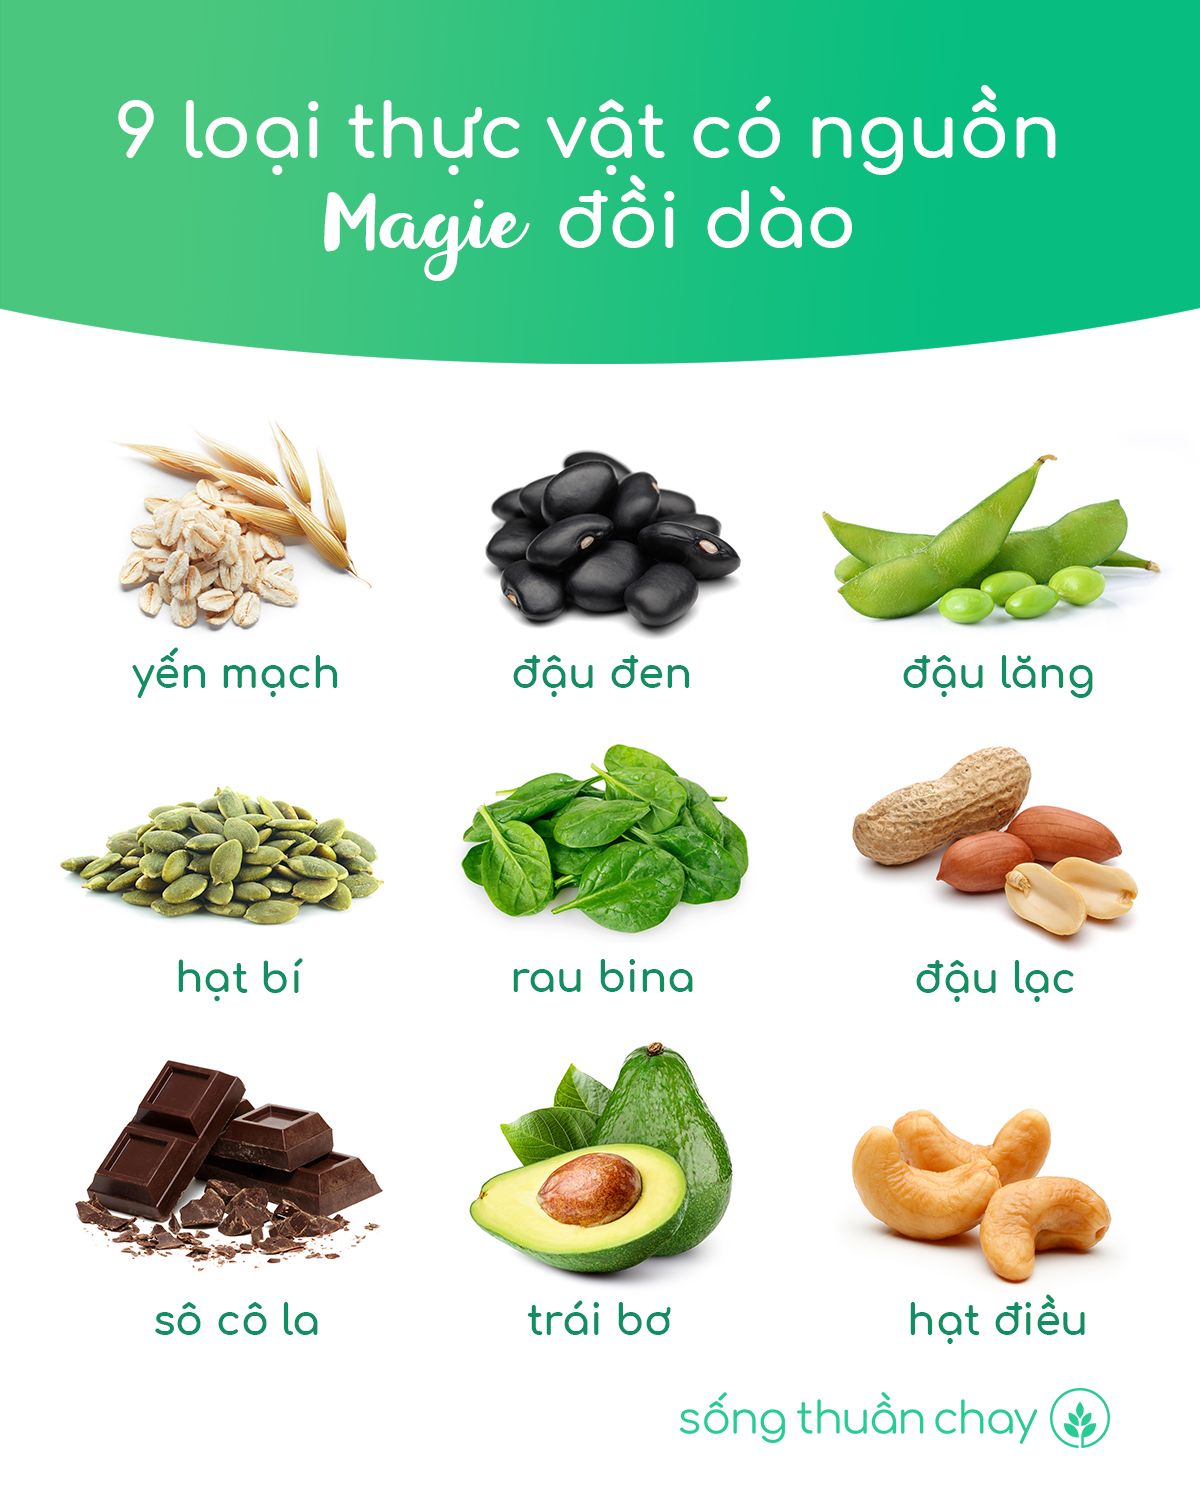 9 loại thực vật có nguồn
Magie đồi dào
yến mạch
đậu đen
đậu lăng
hạt bí
rau bina
đậu lạc
sô cô la
trái bơ
hạt điều
sống thuần chay